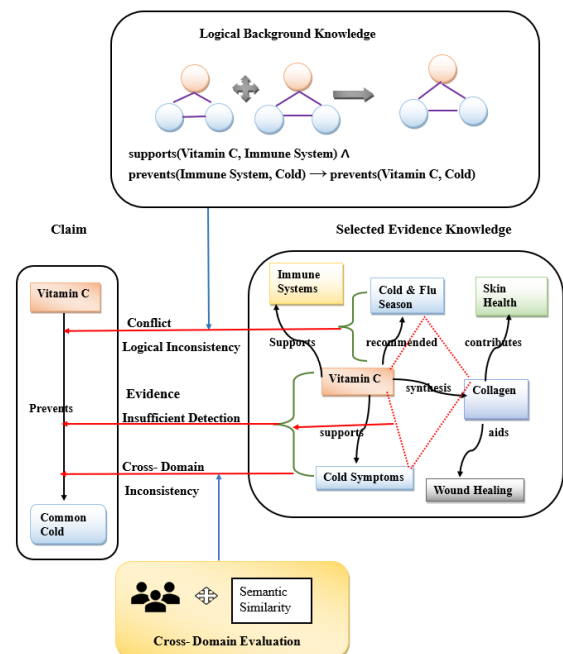 Logical Background Knowledge
supports(Vitamin C, Immune System) ∧
prevents(Immune System, Cold) → prevents(Vitamin C, Cold)
Claim
Selected Evidence Knowledge
Vitamin C
Prevents
Common
Cold
Conflict
Logical Inconsistency
Evidence
Insufficient Detection
Cross- Domain
Inconsistency
Immune
Systems
Cold & Flu
Season
Skin
Health
Supports
recommended
contributes
Vitamin C
synthesis
Collagen
supports
aids
Cold Symptoms
Wound Healing
Semantic
Similarity
Cross- Domain Evaluation